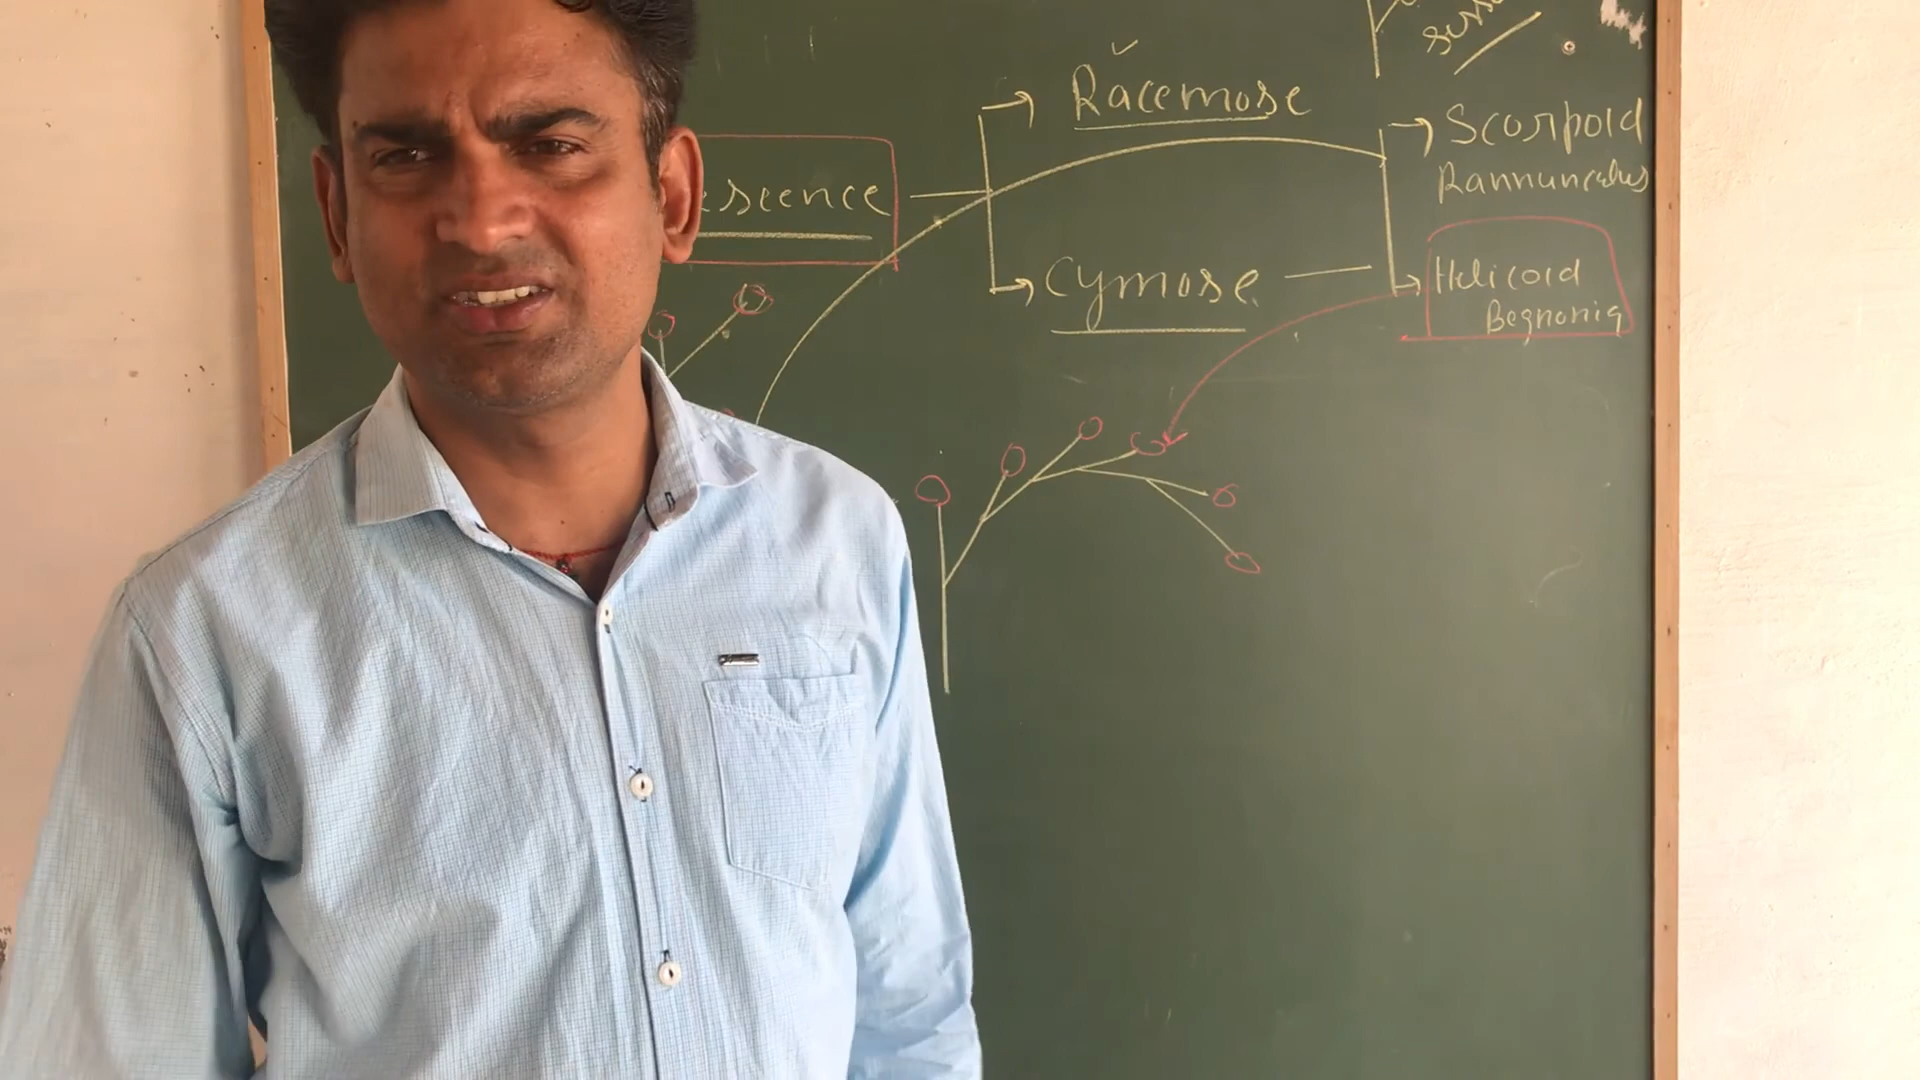 Racemose
escence
Cymose
Scorpoid
Rannunculus
Helicoid
Begnonia